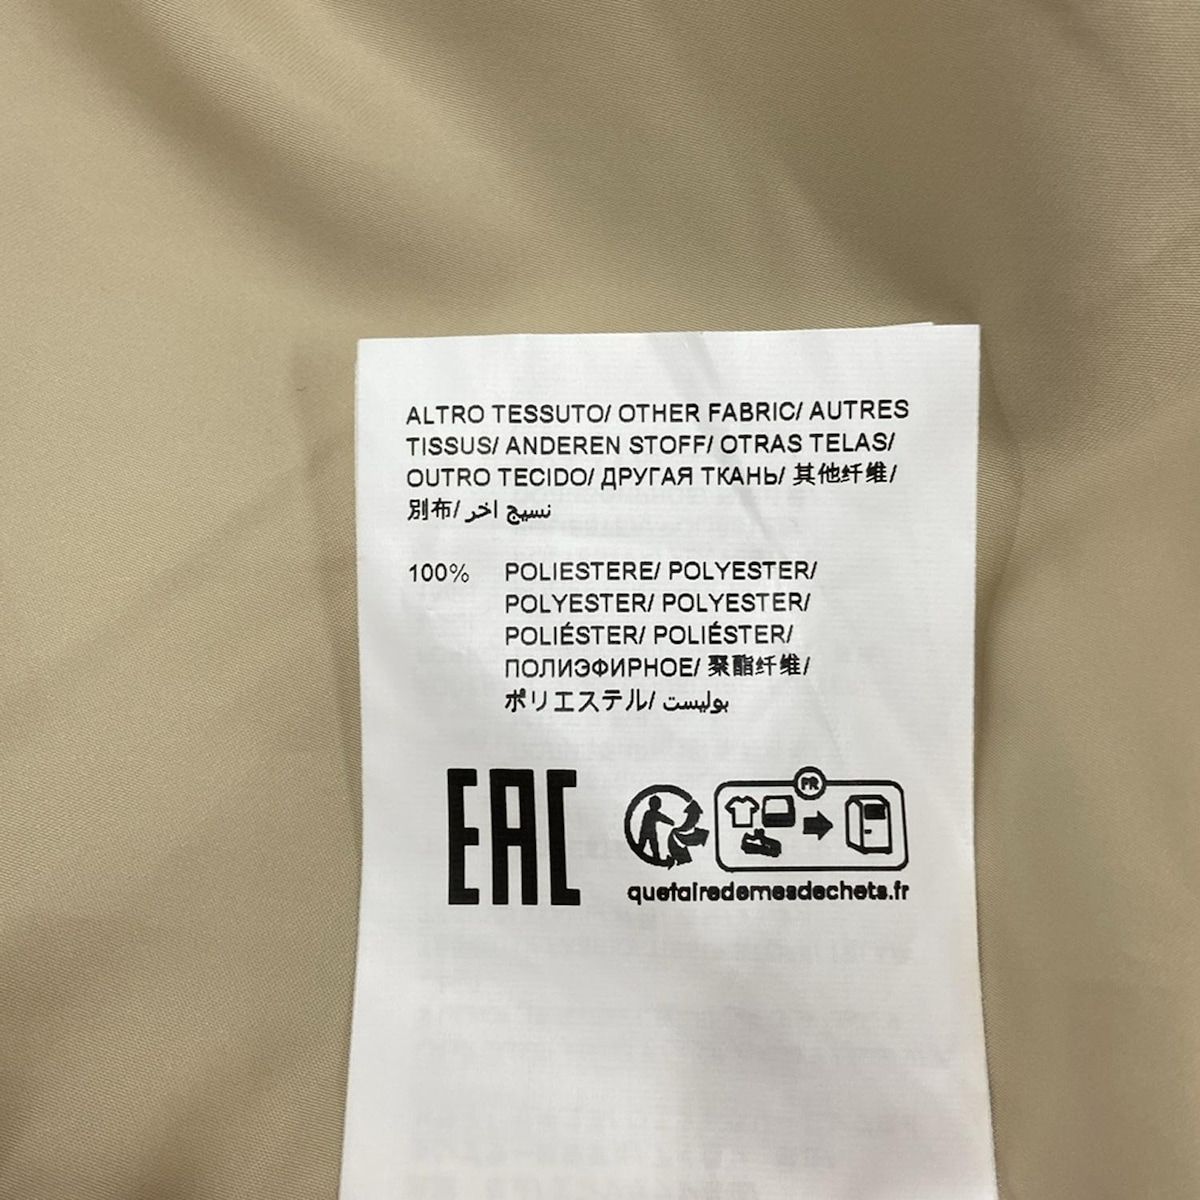 ALTRO TESSUTO/ OTHER FABRIC/ AUTRES
TISSUS/ ANDEREN STOFF/ OTRAS TELAS/
OUTRO TECIDO/ ДРУГАЯ ТКАНЬ/ 其他纤维/
別布/ نسيج اخر
100% POLIESTERE/ POLYESTER/
POLYESTER/ POLYESTER/
POLIÉSTER/ POLIÉSTER/
ПОЛИЭФИРНОЕ/ 聚酯纤维/
ポリエステル/ بوليست
EAC
FR
quefairedemesdechets.fr